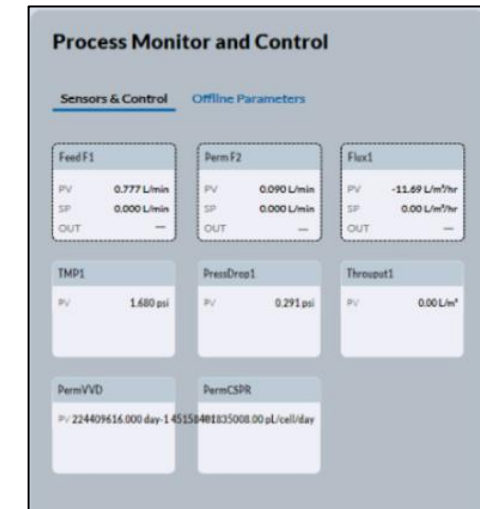 Process Monitor and Control
Sensors & Control Offline Parameters
Feed F1 Perm F2 Flux1
PV 0.777 L/min PV 0.090 L/min PV -11.69 L/m²/hr
SP 0.000 L/min SP 0.000 L/min SP 0.00 L/m²/hr
OUT — OUT — OUT —
TMP1 PressDrop1 Throuput1
PV 1.680 psi PV 0.291 psi PV 0.00 L/m²
PermVVD PermCSPR
PV 224409616.000 day-1 45158401835008.00 pL/cell/day